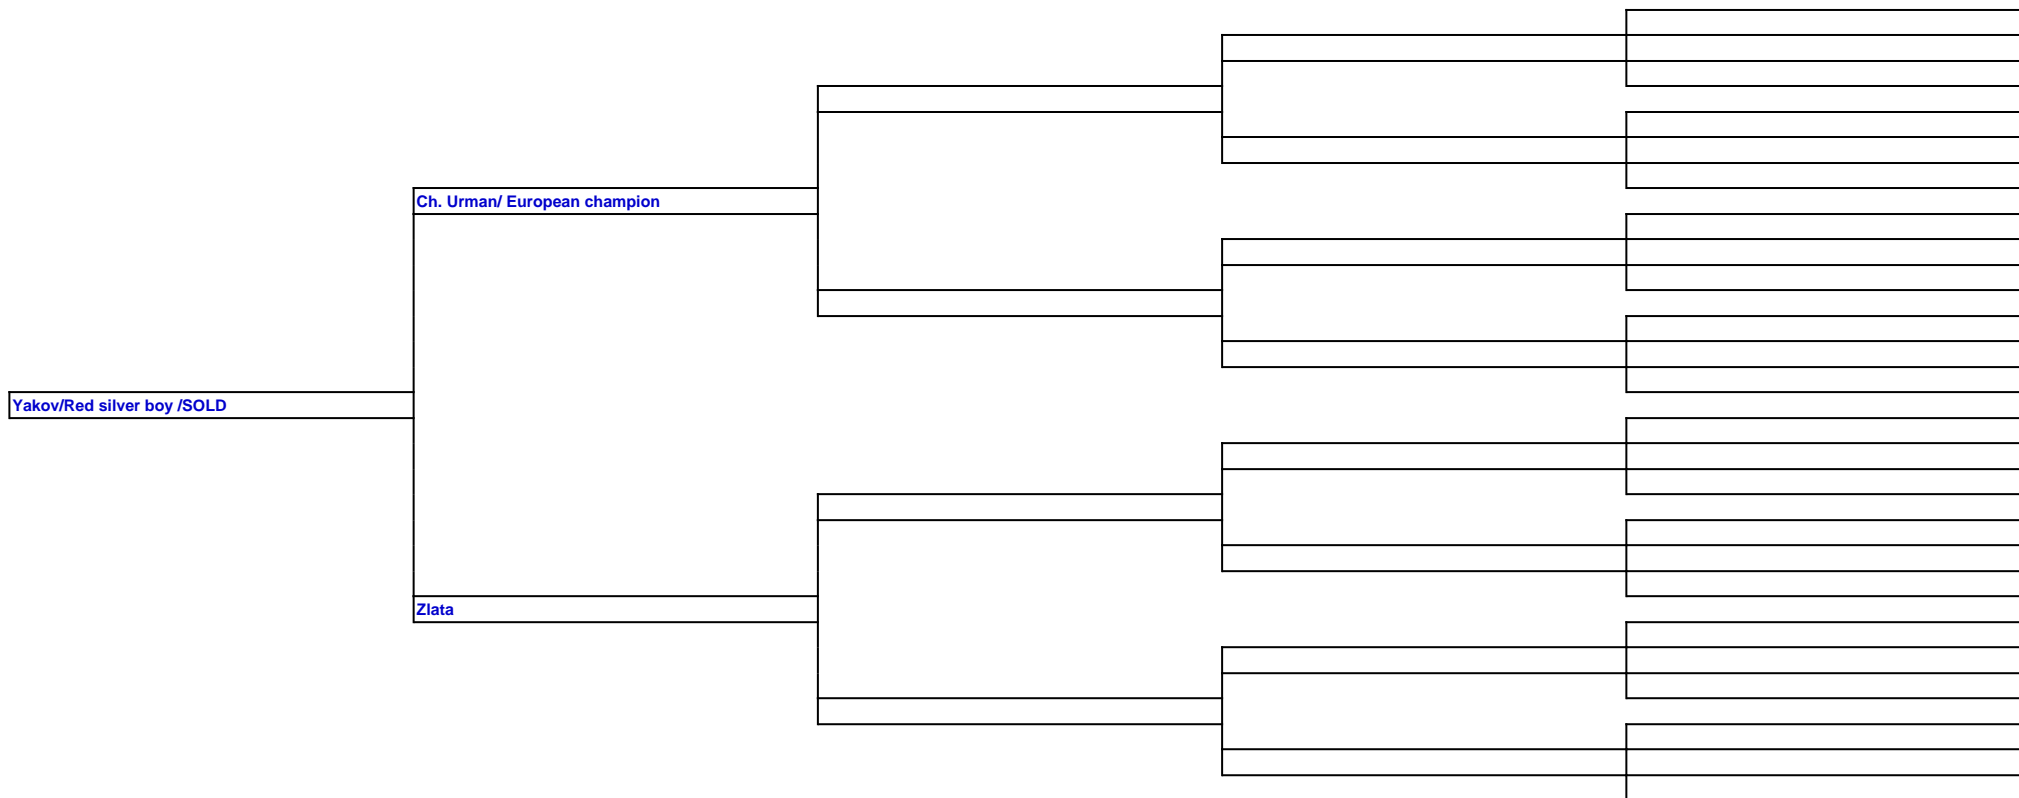 Ch. Urman/ European champion
Yakov/Red silver boy /SOLD
Zlata